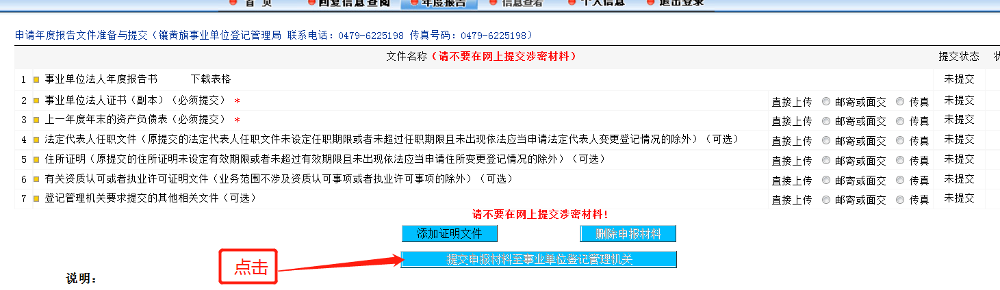 首 页 回复信息查阅 年度报告 信息查看 个人信息 退出登录
申请年度报告文件准备与提交（镶黄旗事业单位登记管理局 联系电话：0479-6225198 传真号码：0479-6225198）
文件名称（请不要在网上提交涉密材料） 提交状态
1 事业单位法人年度报告书 下载表格 未提交
2 事业单位法人证书（副本）（必须提交） * 直接上传 邮寄或面交 传真 未提交
3 上一年度年末的资产负债表（必须提交） * 直接上传 邮寄或面交 传真 未提交
4 法定代表人任职文件（原提交的法定代表人任职文件未设定任职期限或者未超过任职期限且未出现依法应当申请法定代表人变更登记情况的除外）（可选） 直接上传 邮寄或面交 传真 未提交
5 住所证明（原提交的住所证明未设定有效期限或者未超过有效期限且未出现依法应当申请住所变更登记情况的除外）（可选） 直接上传 邮寄或面交 传真 未提交
6 有关资质认可或者执业许可证明文件（业务范围不涉及资质认可事项或者执业许可事项的除外）（可选） 直接上传 邮寄或面交 传真 未提交
7 登记管理机关要求提交的其他相关文件（可选） 直接上传 邮寄或面交 传真 未提交
请不要在网上提交涉密材料！
添加证明文件 删除申报材料
提交申报材料至事业单位登记管理机关
点击
说明：